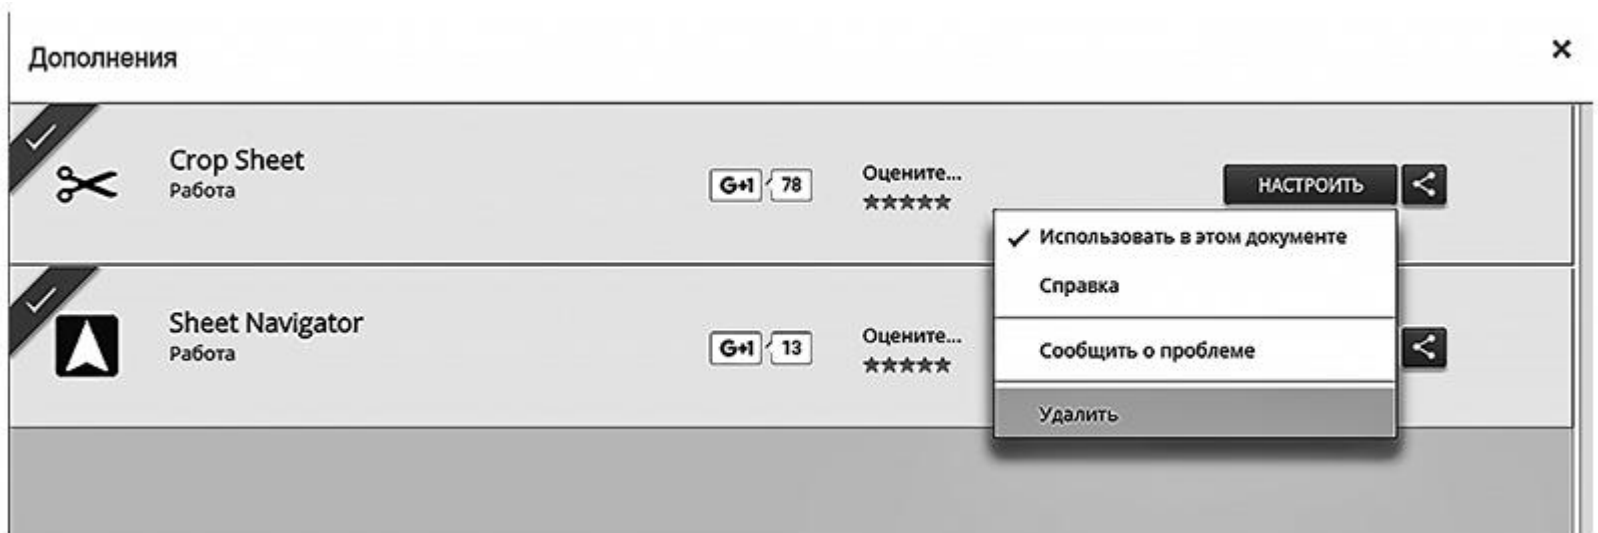 Дополнения
Crop Sheet
Работа
G+1 78
Оцените...
НАСТРОИТЬ
Использовать в этом документе
Справка
Сообщить о проблеме
Удалить
Sheet Navigator
Работа
G+1 13
Оцените...